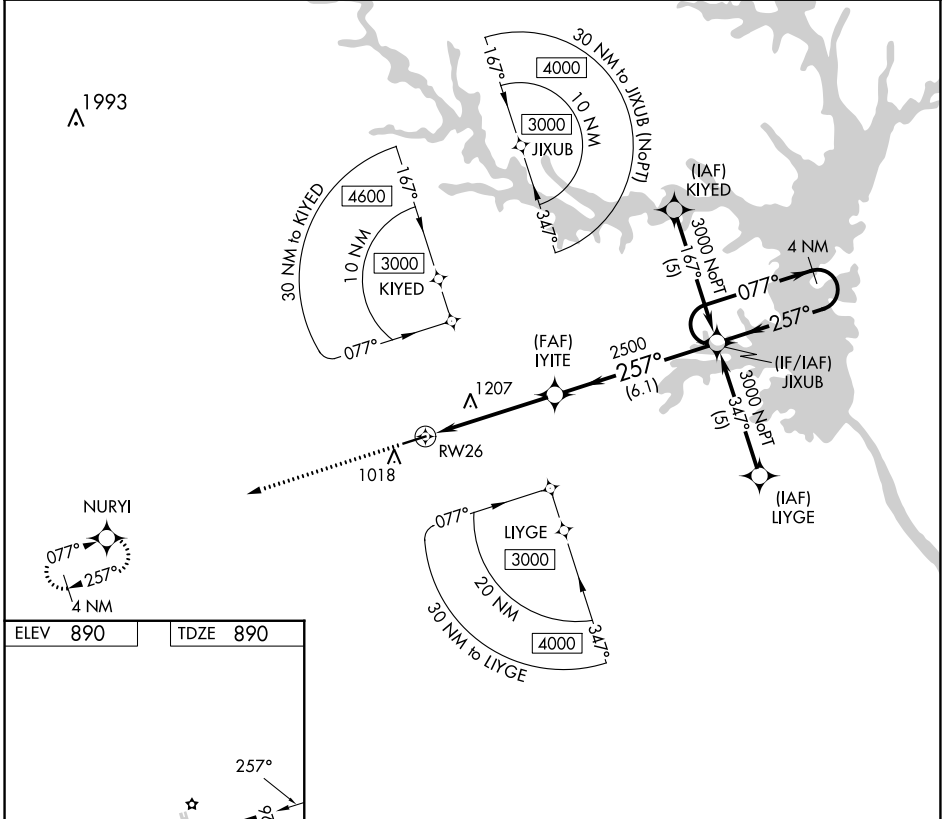 1993
30 NM to JIXUB (NoPT)
4000
167°
10 NM
3000
JIXUB
347°
30 NM to KIYED
4600
167°
10 NM
3000
KIYED
077°
(IAF)
KIYED
3000 NoPT
167°
(5)
4 NM
077°
257°
(IF/IAF)
JIXUB
(FAF)
IYITE
2500
257°
(6.1)
3000 NoPT
347°
(5)
(IAF)
LIYGE
1207
RW26
1018
NURYI
077°
257°
4 NM
077°
LIYGE
3000
20 NM
4000
347°
30 NM to LIYGE
ELEV 890
TDZE 890
257°
26